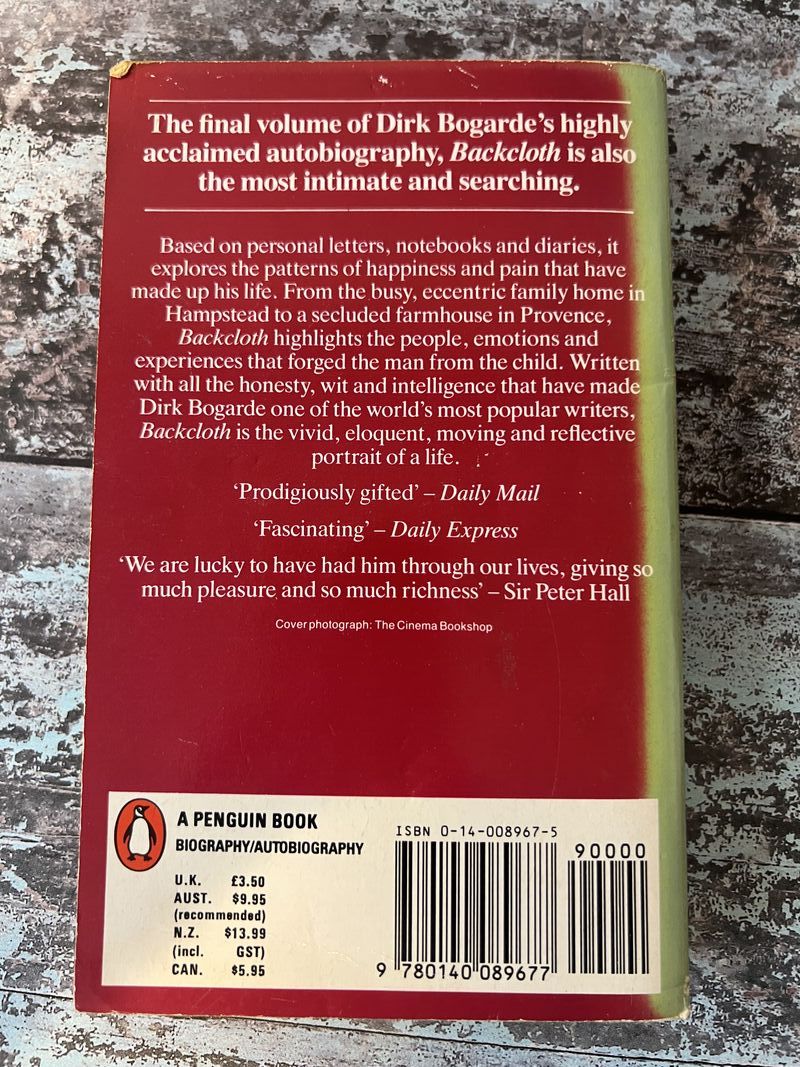 The final volume of Dirk Bogarde's highly
acclaimed autobiography, Backcloth is also
the most intimate and searching.
Based on personal letters, notebooks and diaries, it
explores the patterns of happiness and pain that have
made up his life. From the busy, eccentric family home in
Hampstead to a secluded farmhouse in Provence,
Backcloth highlights the people, emotions and
experiences that forged the man from the child. Written
with all the honesty, wit and intelligence that have made
Dirk Bogarde one of the world's most popular writers,
Backcloth is the vivid, eloquent, moving and reflective
portrait of a life.
'Prodigiously gifted' – Daily Mail
'Fascinating' – Daily Express
'We are lucky to have had him through our lives, giving so
much pleasure and so much richness' – Sir Peter Hall
Cover photograph: The Cinema Bookshop
A PENGUIN BOOK
BIOGRAPHY/AUTOBIOGRAPHY
U.K. £3.50
AUST. $9.95
(recommended)
N.Z. $13.99
(incl. GST)
CAN. $5.95
ISBN 0-14-008967-5
90000
9 780140 089677